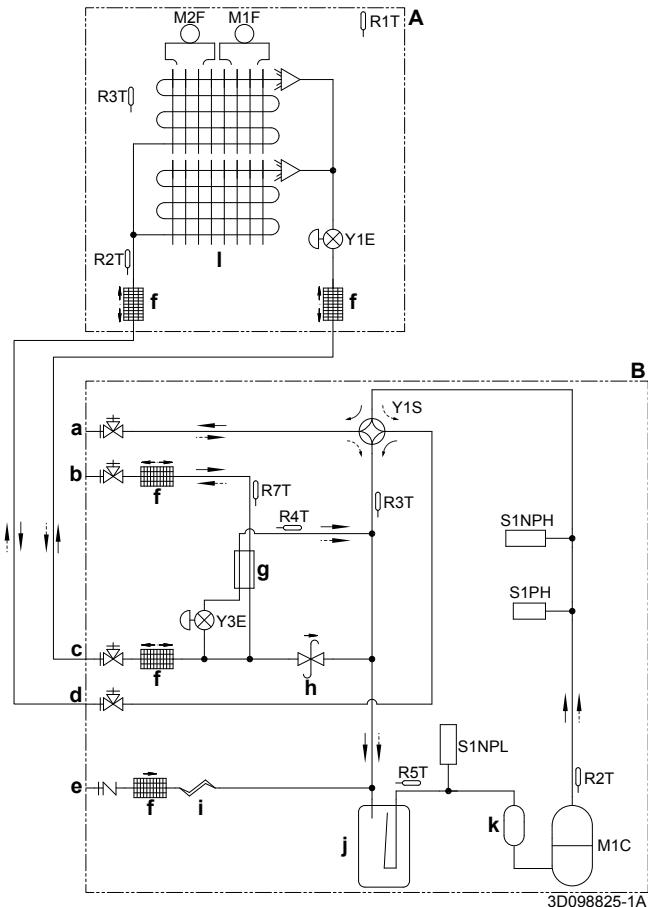 M2F M1F
R1T A
R3T
Y1E
R2T
l
f f
B
Y1S
a
b
f
R7T
R3T
R4T
S1NPH
g
S1PH
Y3E
c
f
h
d
S1NPL
R5T
R2T
e
f
i
k
j
M1C
3D098825-1A